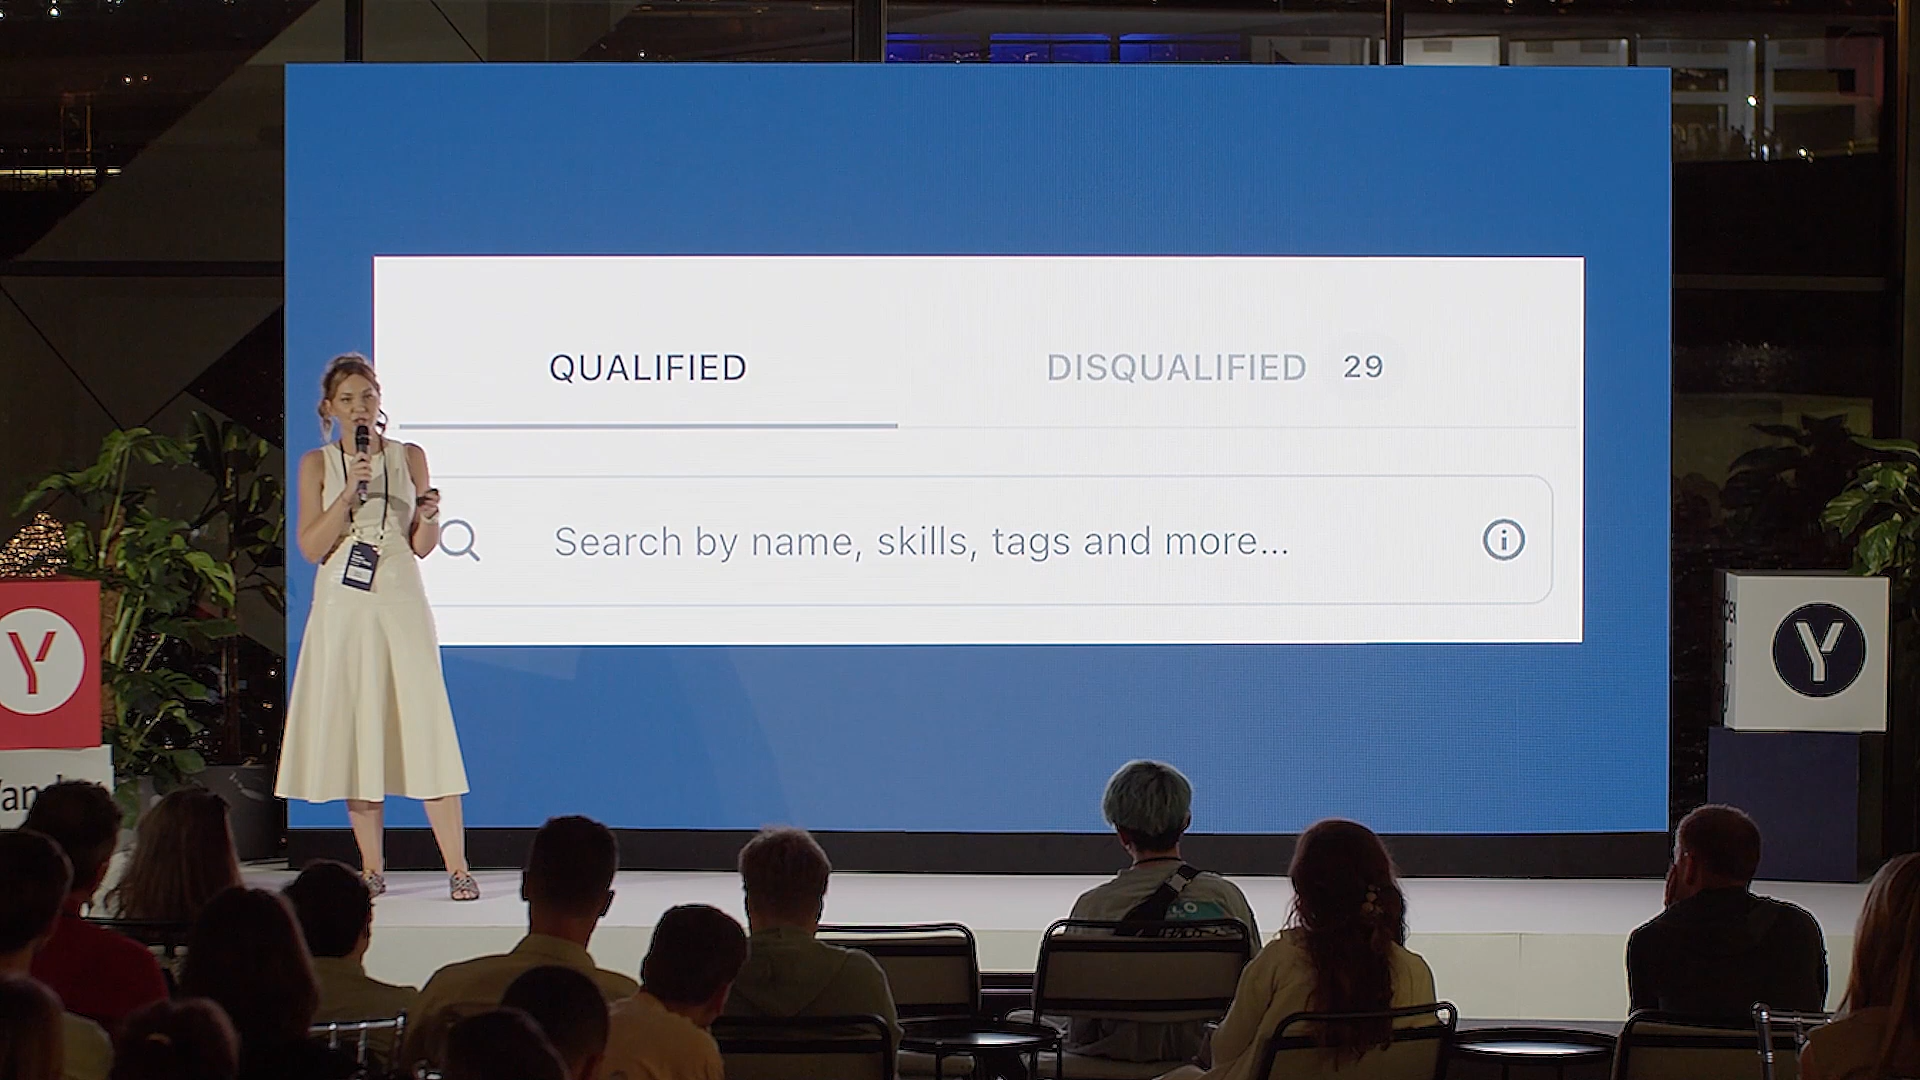 QUALIFIED
DISQUALIFIED 29
Search by name, skills, tags and more...
Y
Y